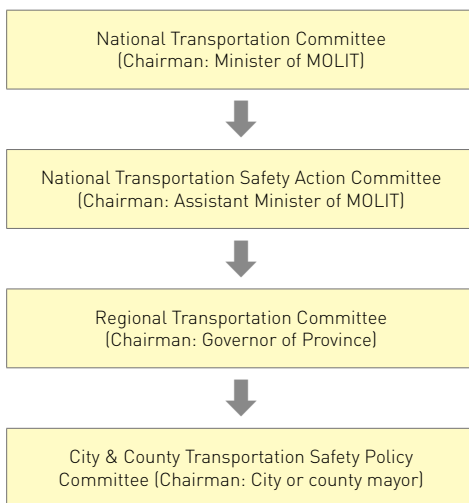 National Transportation Committee
(Chairman: Minister of MOLIT)
National Transportation Safety Action Committee
(Chairman: Assistant Minister of MOLIT)
Regional Transportation Committee
(Chairman: Governor of Province)
City & County Transportation Safety Policy
Committee (Chairman: City or county mayor)